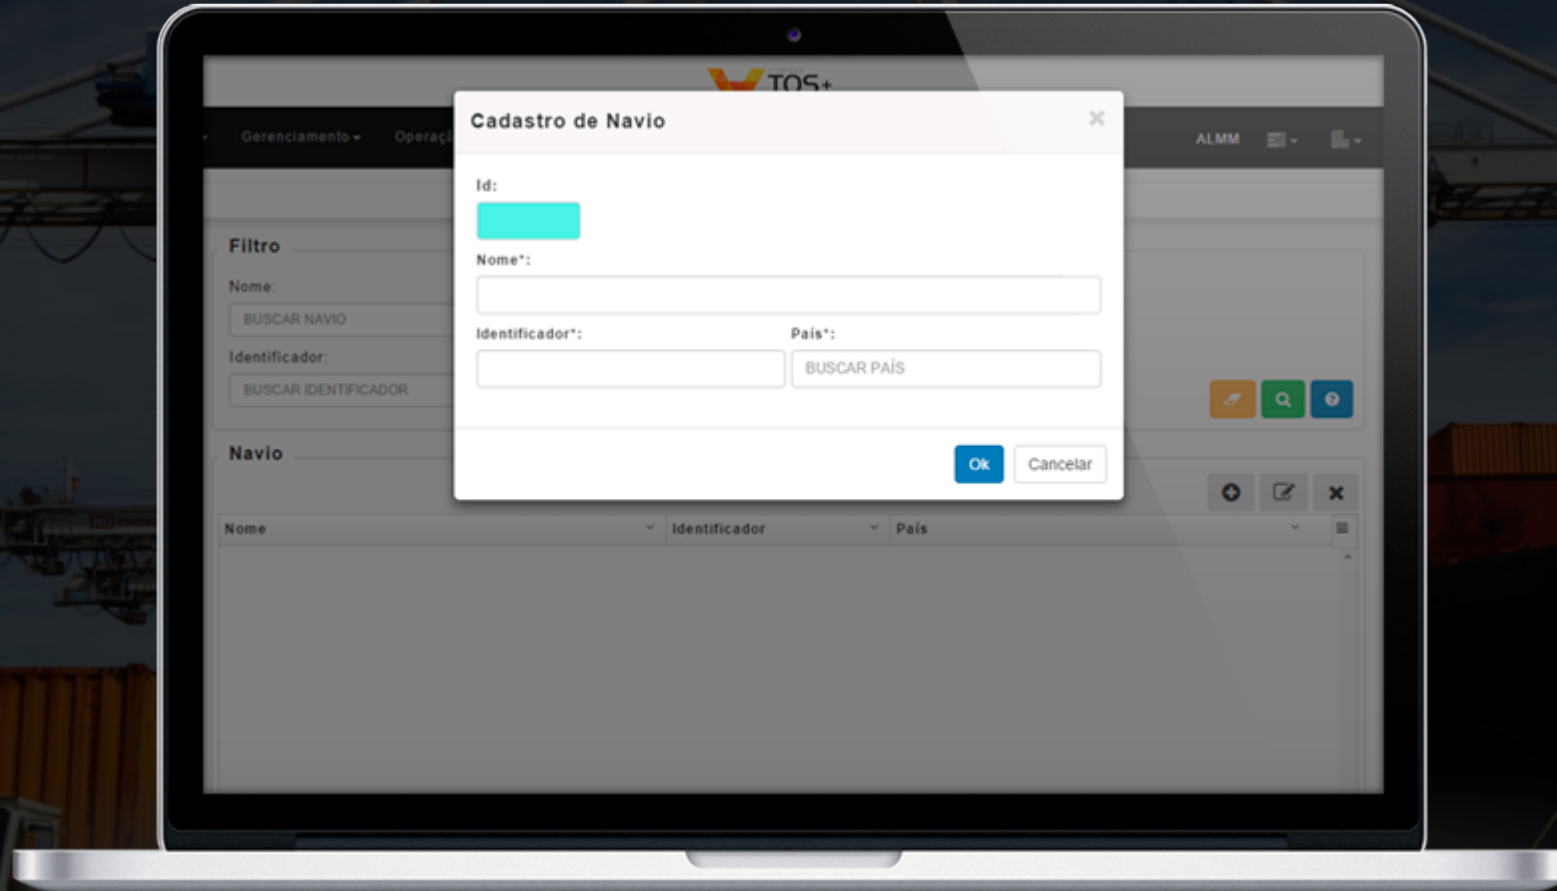 TOS+
Gerenciamento
ALMM
Cadastro de Navio
Id:
Nome*:
Identificador*:
País*:
BUSCAR PAÍS
Ok
Cancelar
Filtro
Nome:
BUSCAR NAVIO
Identificador:
BUSCAR IDENTIFICADOR
Navio
Nome
Identificador
País